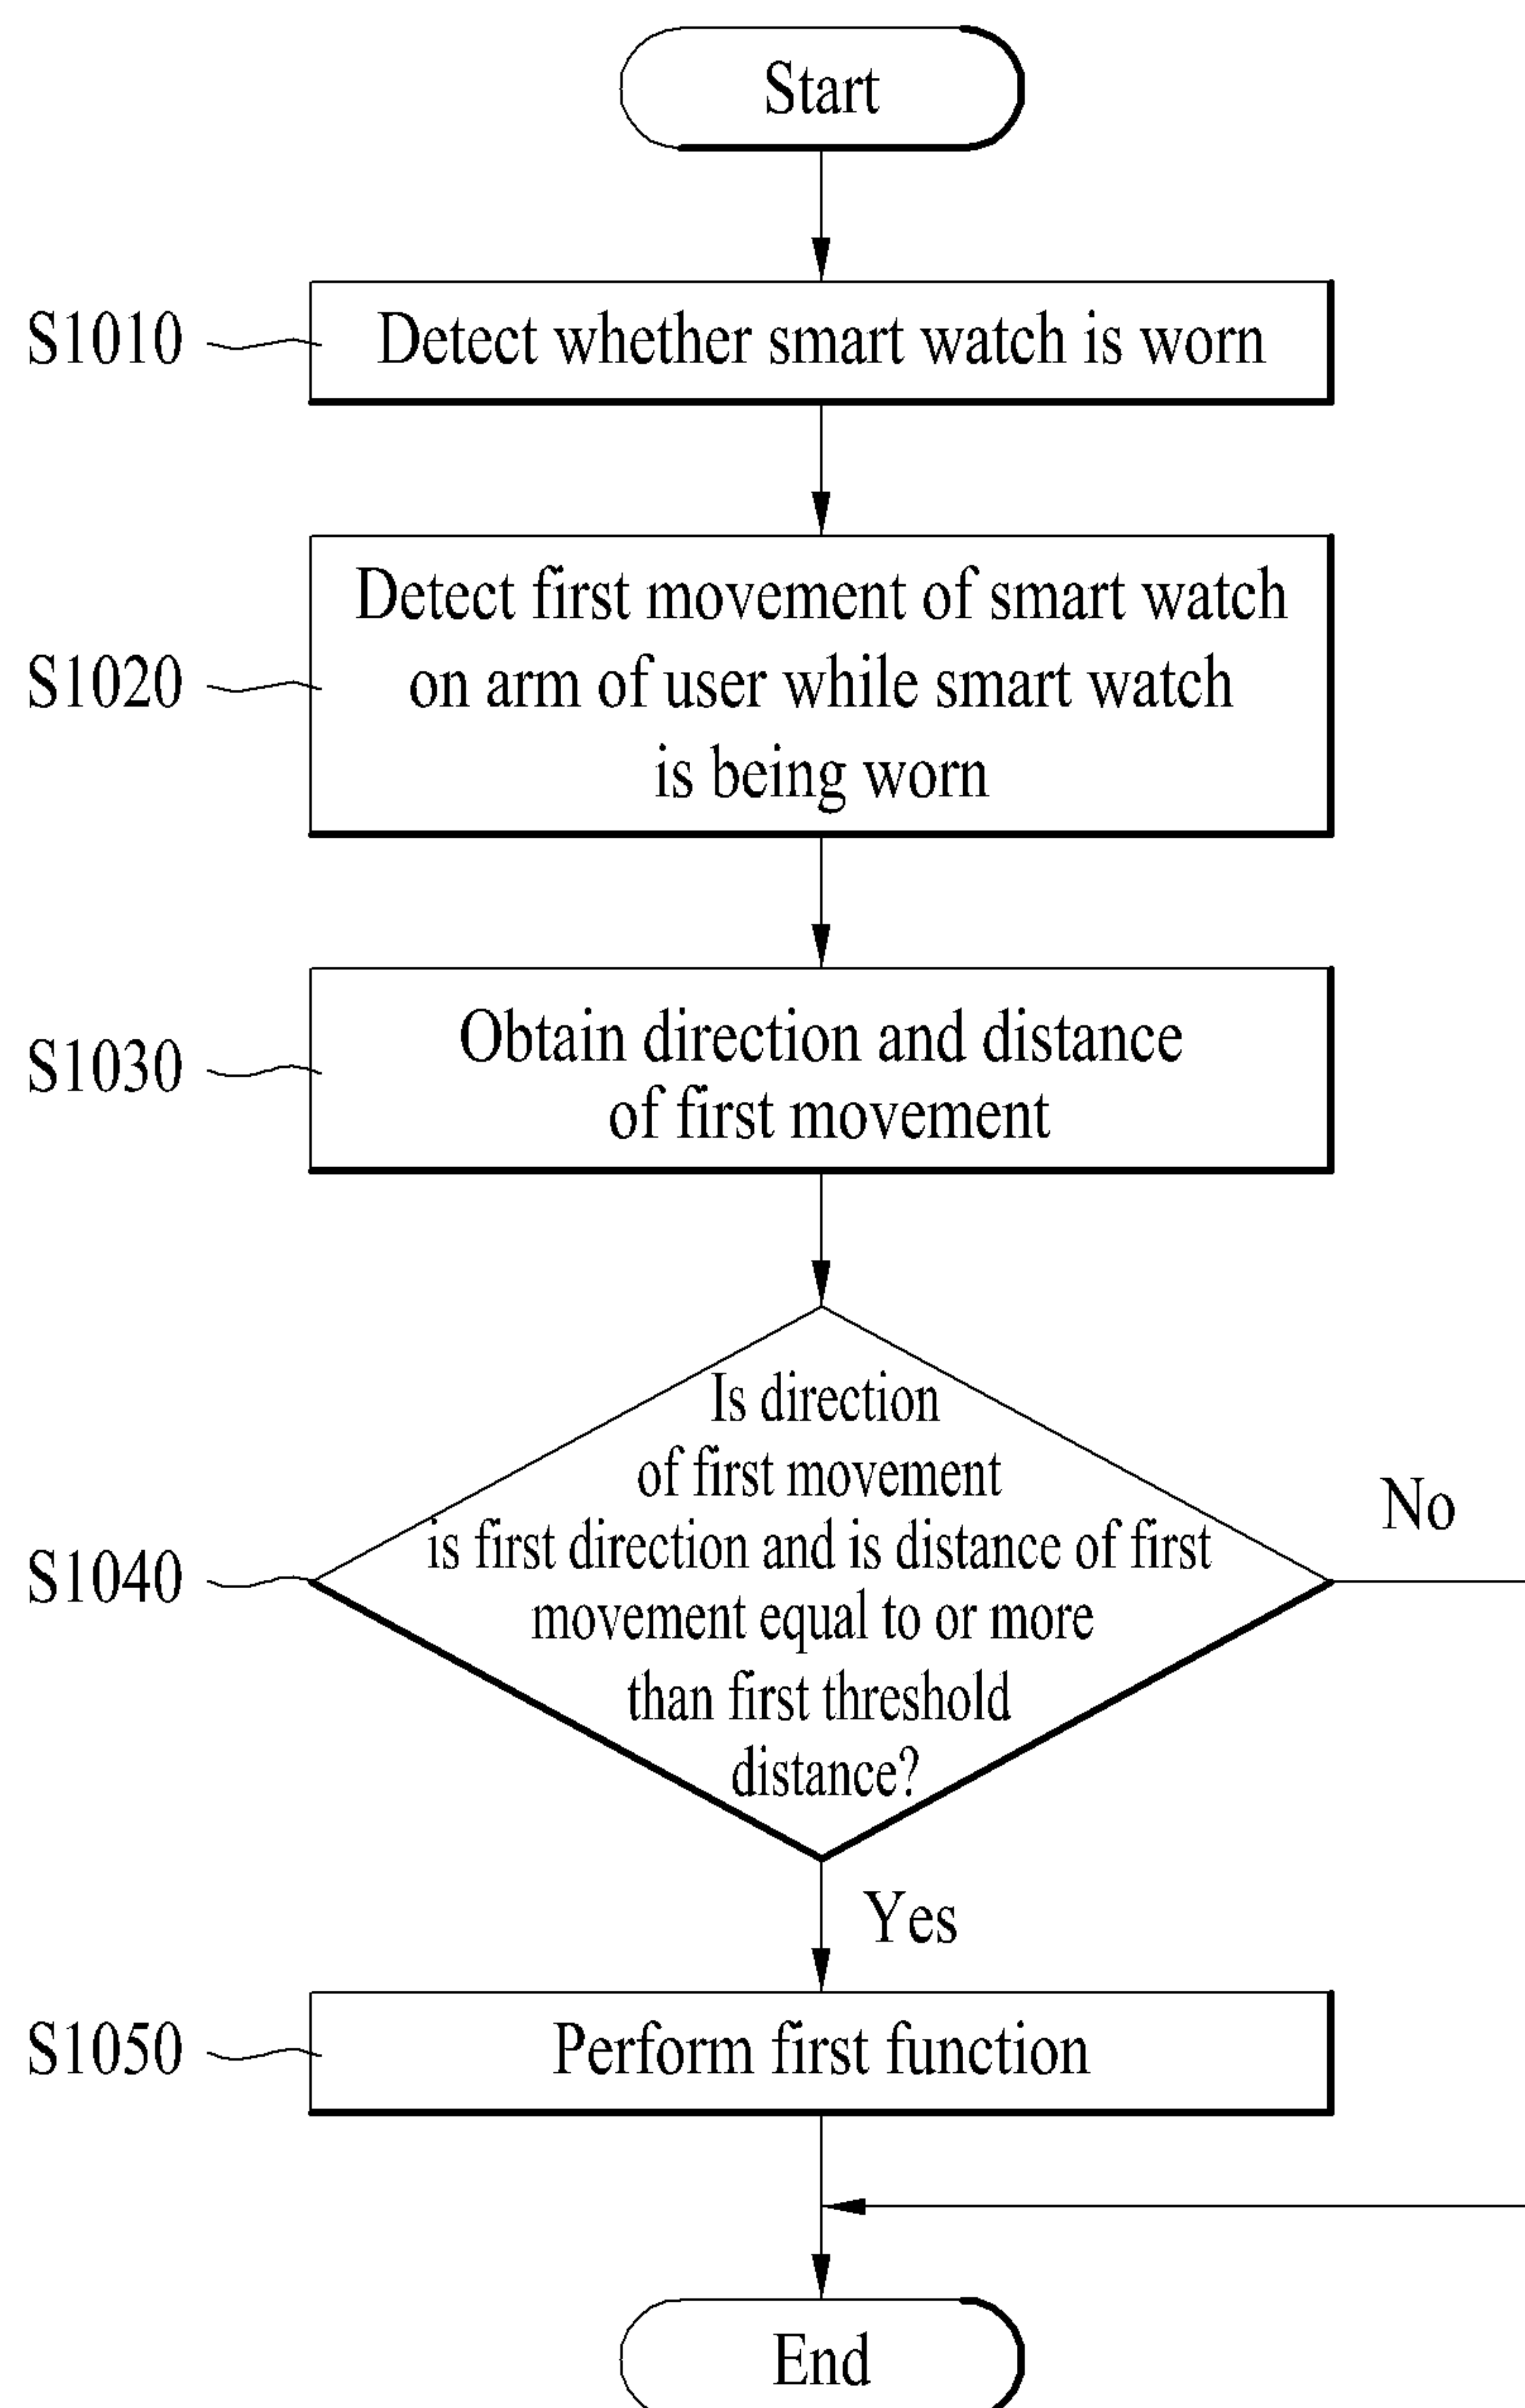 Start
S1010
Detect whether smart watch is worn
S1020
Detect first movement of smart watch
on arm of user while smart watch
is being worn
S1030
Obtain direction and distance
of first movement
S1040
Is direction
of first movement
is first direction and is distance of first
movement equal to or more
than first threshold
distance?
No
Yes
S1050
Perform first function
End